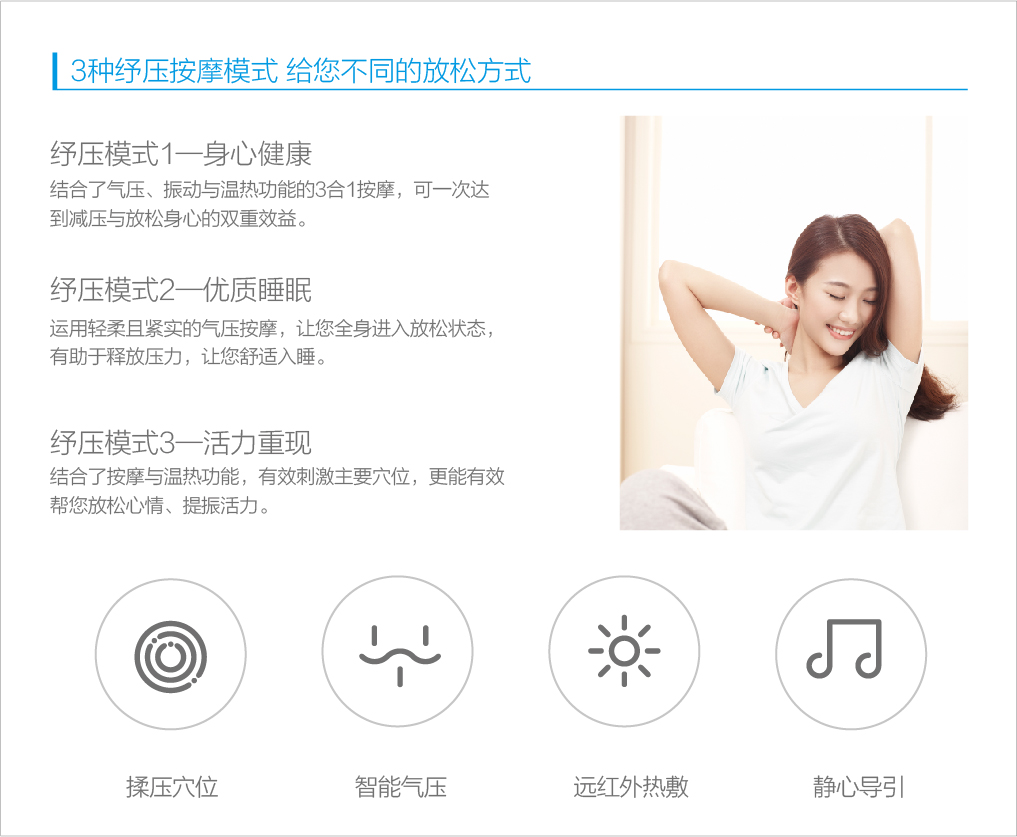 3种纾压按摩模式 给您不同的放松方式
纾压模式1—身心健康
结合了气压、振动与温热功能的3合1按摩，可一次达
到减压与放松身心的双重效益。
纾压模式2—优质睡眠
运用轻柔且紧实的气压按摩，让您全身进入放松状态，
有助于释放压力，让您舒适入睡。
纾压模式3—活力重现
结合了按摩与温热功能，有效刺激主要穴位，更能有效
帮您放松心情、提振活力。
揉压穴位
智能气压
远红外热敷
静心导引